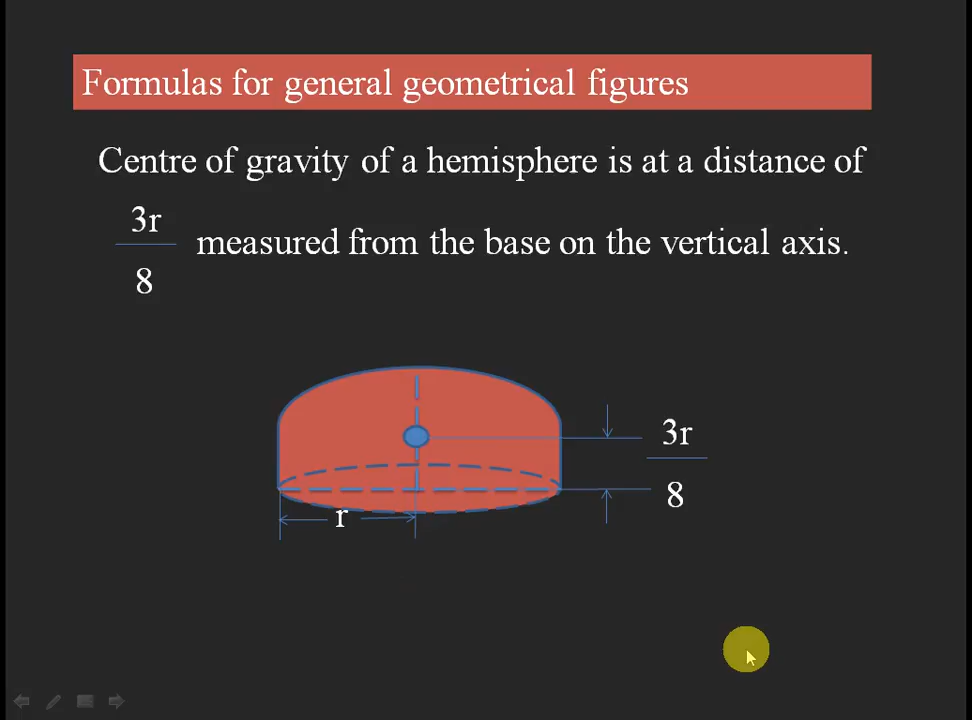 Formulas for general geometrical figures
Centre of gravity of a hemisphere is at a distance of
3r
8
measured from the base on the vertical axis.
3r
8
r